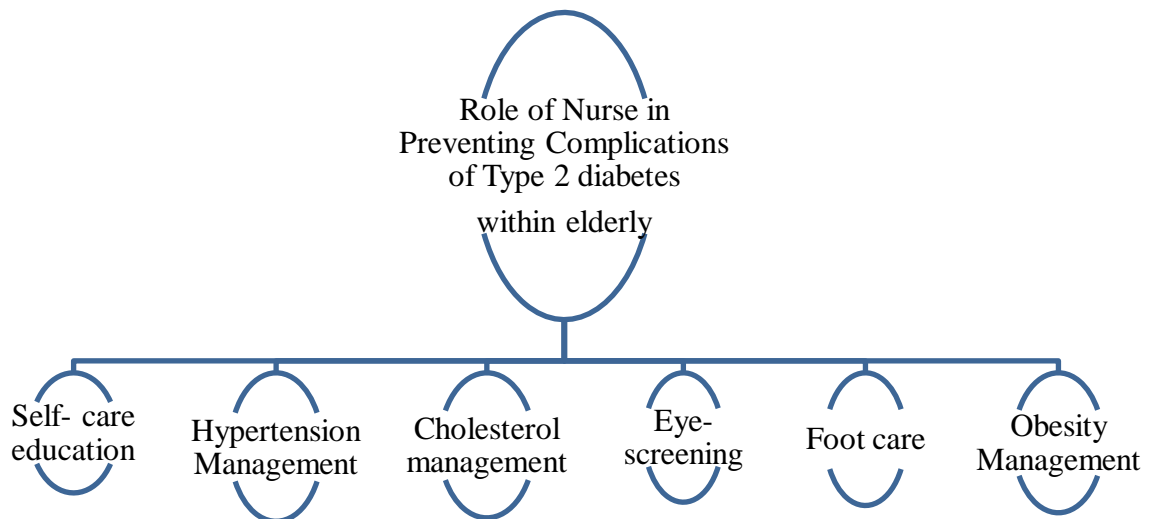 Role of Nurse in
Preventing Complications
of Type 2 diabetes
within elderly
Self- care
education
Hypertension
Management
Cholesterol
management
Eye-
screening
Foot care
Obesity
Management